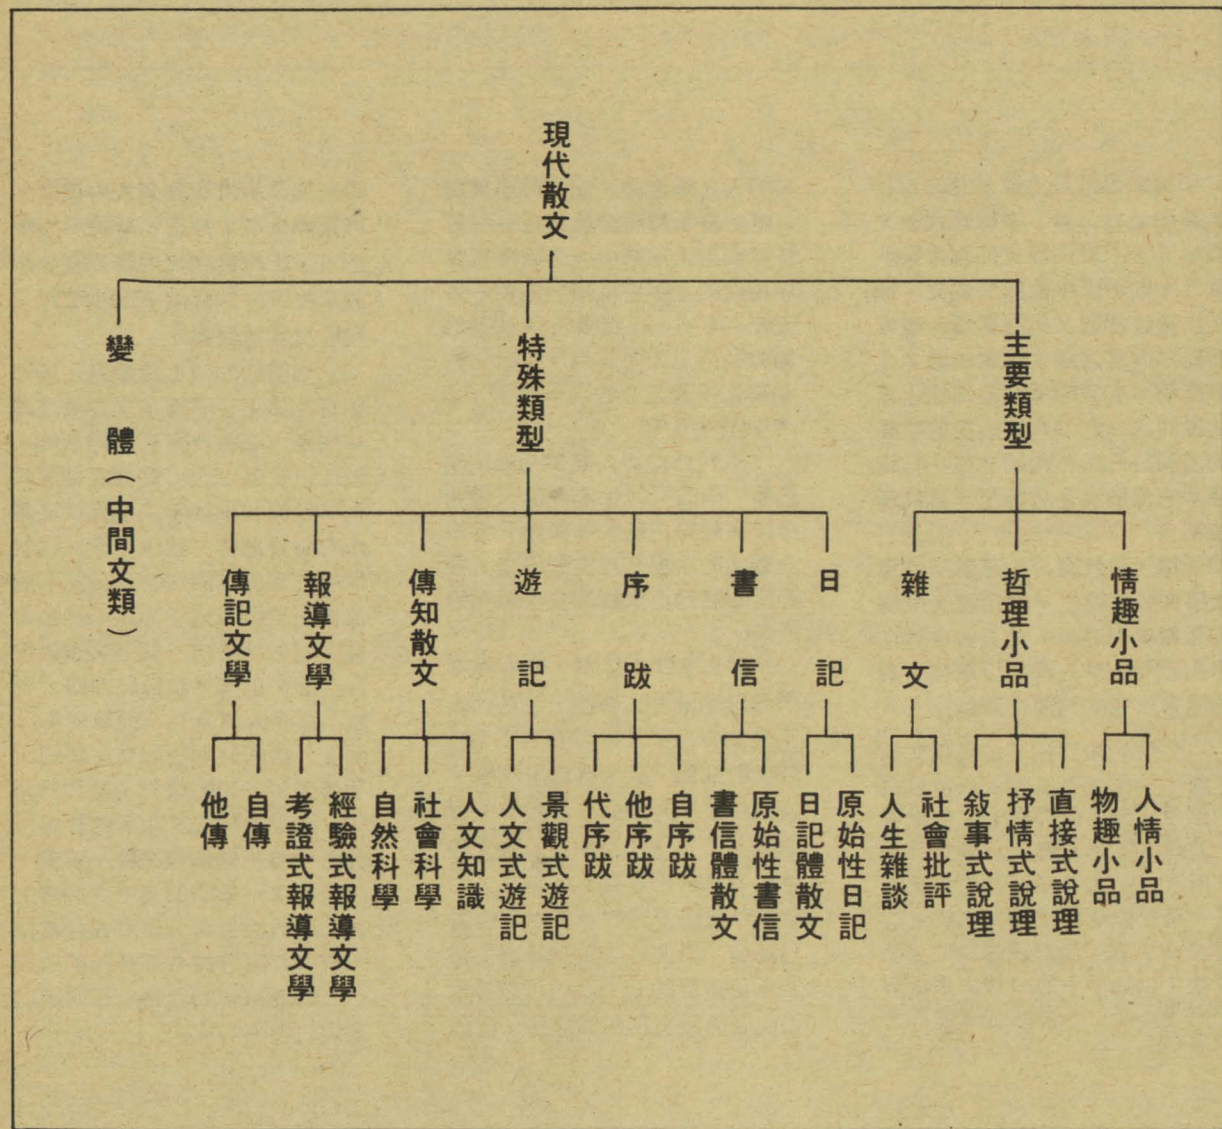 現代散文
主要類型
特殊類型
變體（中間文類）
情趣小品
哲理小品
雜文
日記
書信
序跋
遊記
傳知散文
報導文學
傳記文學
人情小品
物趣小品
直接式說理
抒情式說理
敍事式說理
社會批評
人生雜談
原始性日記
日記體散文
原始性書信
書信體散文
自序跋
他序跋
代序跋
景觀式遊記
人文式遊記
人文知識
社會科學
自然科學
經驗式報導文學
考證式報導文學
自傳
他傳